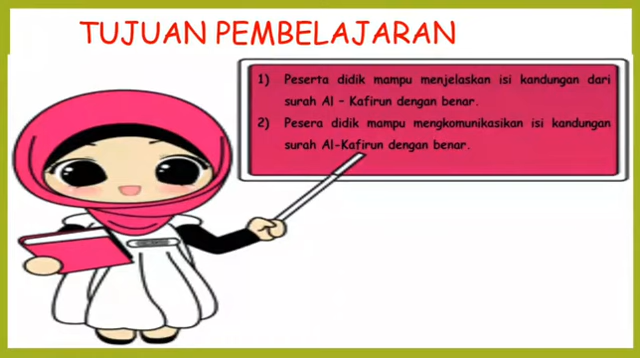 TUJUAN PEMBELAJARAN
1) Peserta didik mampu menjelaskan isi kandungan dari
surah Al – Kafirun dengan benar.
2) Pesera didik mampu mengkomunikasikan isi kandungan
surah Al-Kafirun dengan benar.